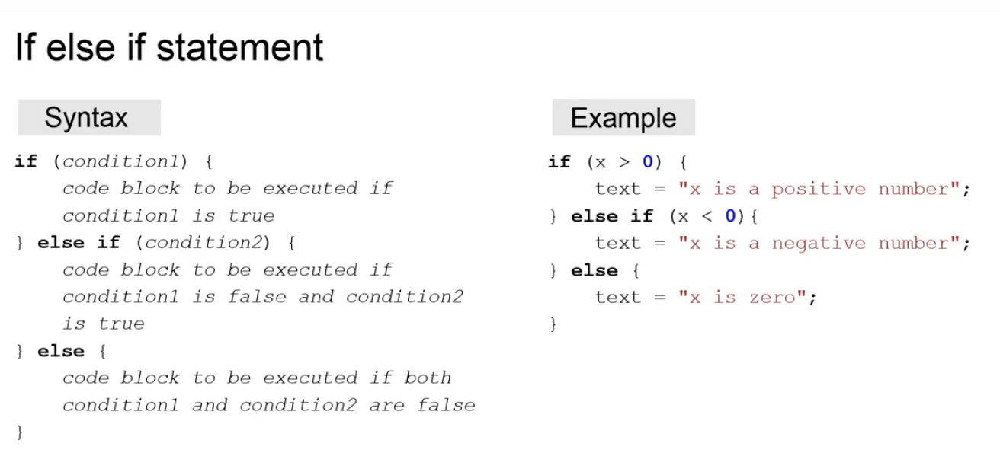 If else if statement
Syntax
if (condition1) {
    code block to be executed if
    condition1 is true
} else if (condition2) {
    code block to be executed if
    condition1 is false and condition2
    is true
} else {
    code block to be executed if both
    condition1 and condition2 are false
}
Example
if (x > 0) {
    text = "x is a positive number";
} else if (x < 0){
    text = "x is a negative number";
} else {
    text = "x is zero";
}